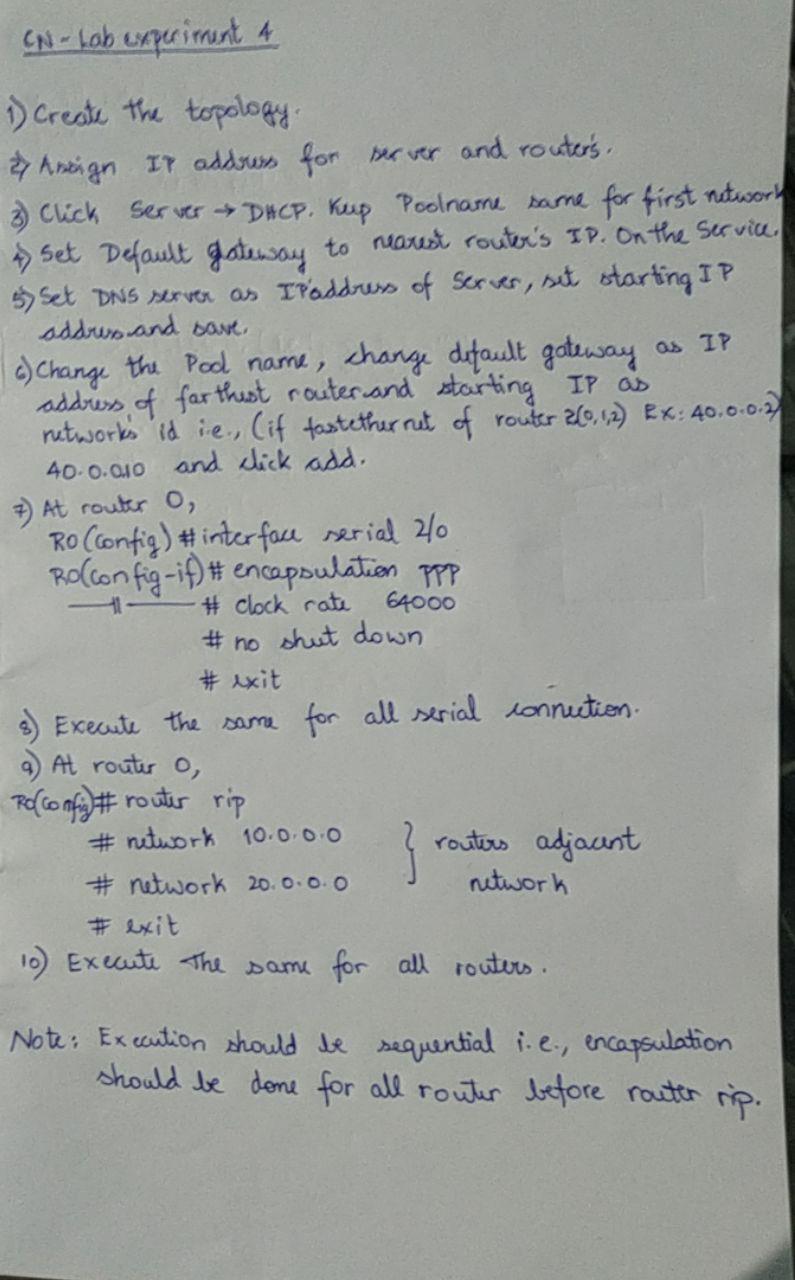 CN - Lab experiment 4
1) Create the topology.
2) Assign IP address for server and router's.
3) Click Server → DHCP. Keep Poolname same for first network
4) Set Default gateway to nearest router's IP. On the Service.
5) Set DNS server as IP address of Server, set starting IP
address and save.
6) Change the Pool name, change default gateway as IP
address of farthest router and starting IP as
network's id i.e., (if fastethernet of router 2(0,1,2) Ex: 40.0.0.2)
40.0.0.10 and click add.
7) At router 0,
R0 (config) # interface serial 2/0
R0(config-if) # encapsulation PPP
—〃— # clock rate 64000
# no shut down
# exit
8) Execute the same for all serial connection.
9) At router 0,
R0(config)# router rip
# network 10.0.0.0 } routers adjacent
# network 20.0.0.0 network
# exit
10) Execute the same for all routers.
Note: Execution should be sequential i.e., encapsulation
should be done for all router before router rip.